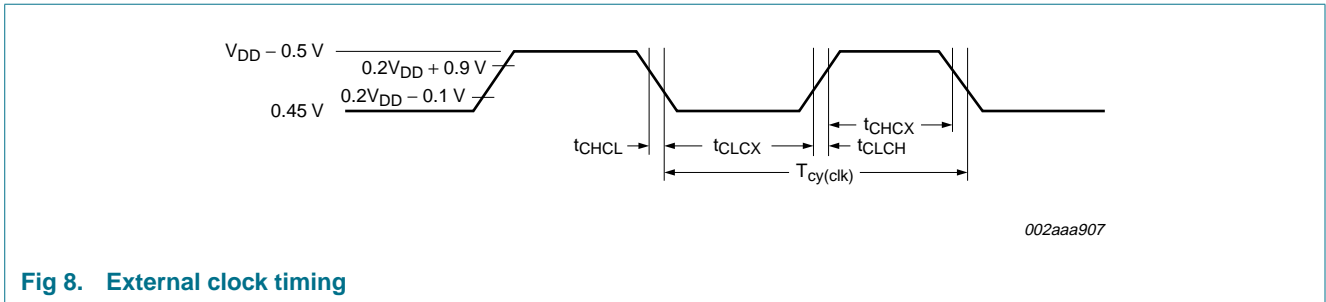 V_DD − 0.5 V
0.2V_DD + 0.9 V
0.2V_DD − 0.1 V
0.45 V
t_CHCX
t_CHCL
t_CLCX
t_CLCH
T_cy(clk)
002aaa907
Fig 8. External clock timing